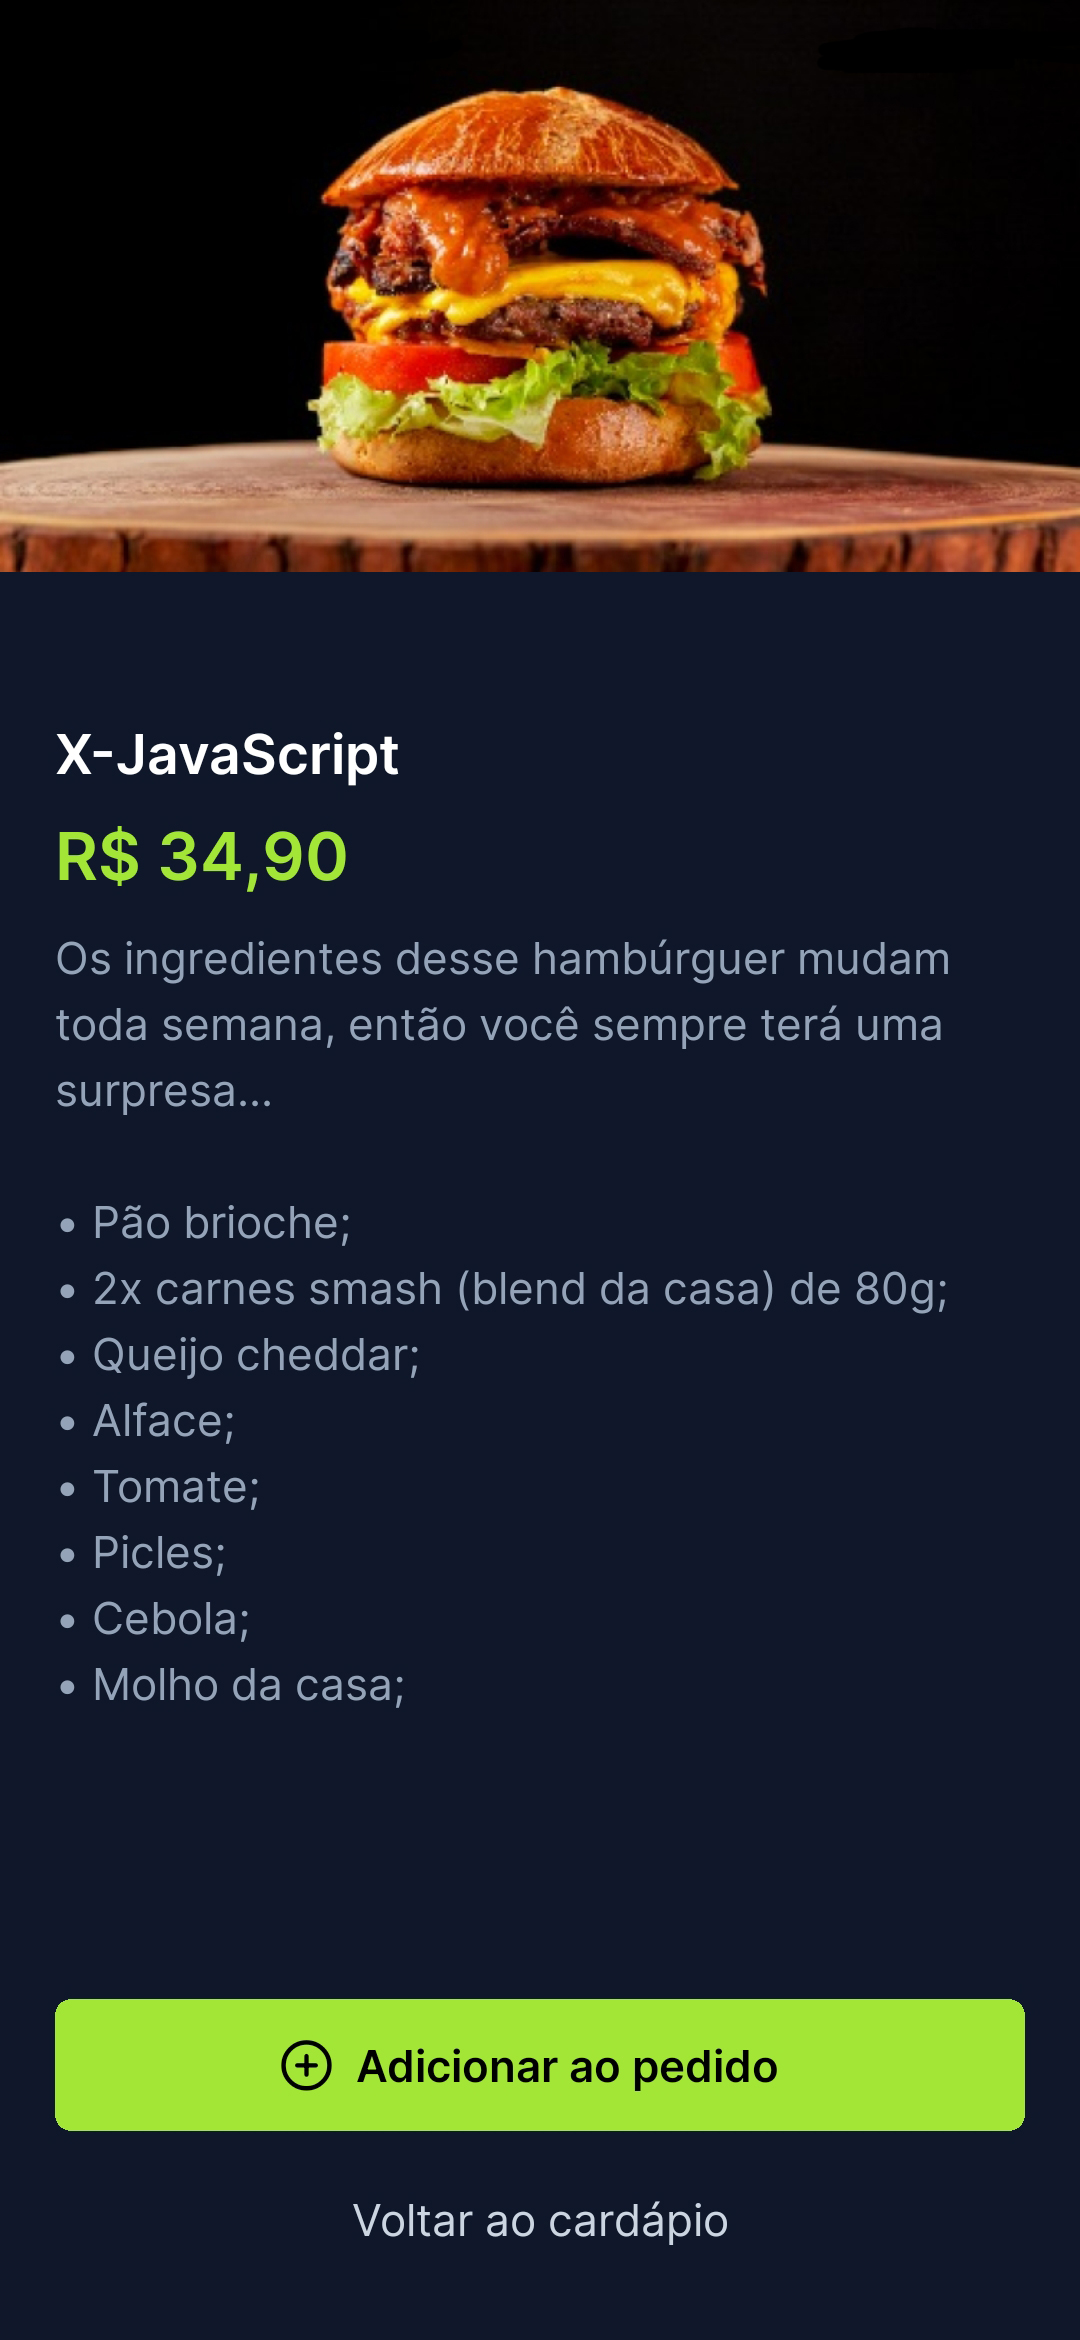 X-JavaScript
R$ 34,90
Os ingredientes desse hambúrguer mudam
toda semana, então você sempre terá uma
surpresa...
• Pão brioche;
• 2x carnes smash (blend da casa) de 80g;
• Queijo cheddar;
• Alface;
• Tomate;
• Picles;
• Cebola;
• Molho da casa;
Adicionar ao pedido
Voltar ao cardápio